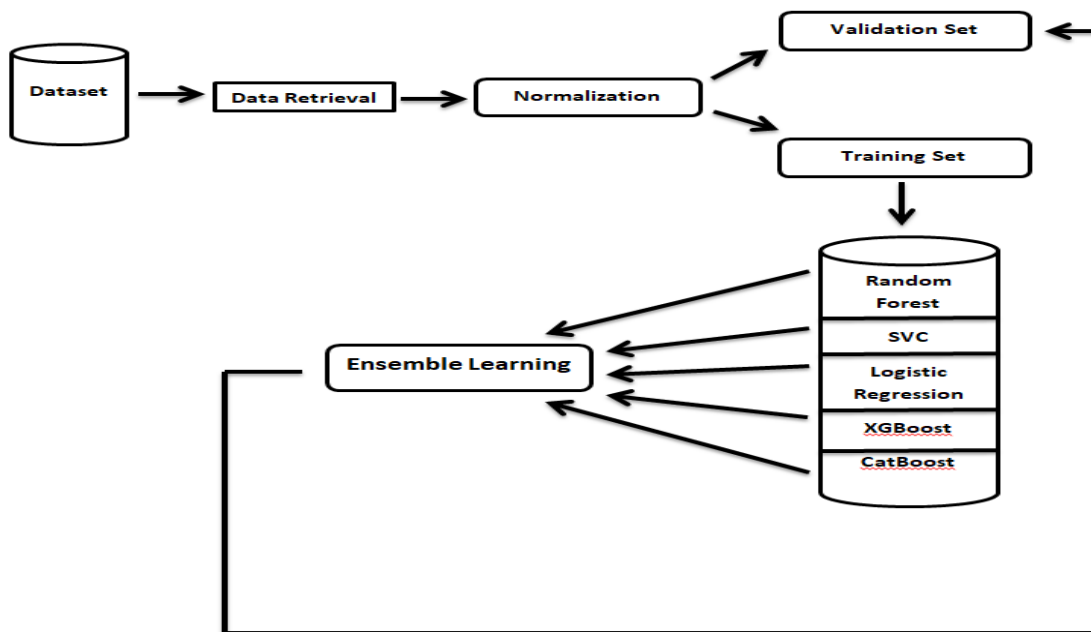 Validation Set
Dataset
Data Retrieval
Normalization
Training Set
Random
Forest
SVC
Ensemble Learning
Logistic
Regression
XGBoost
CatBoost